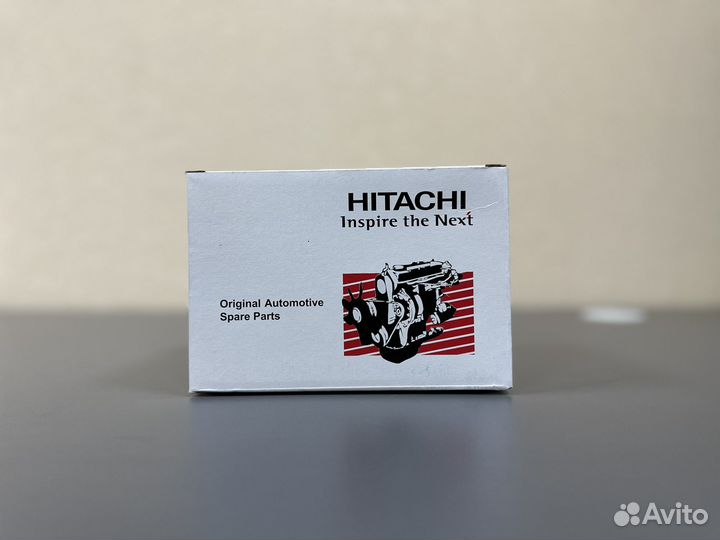 HITACHI
Inspire the Next
Original Automotive
Spare Parts
Avito